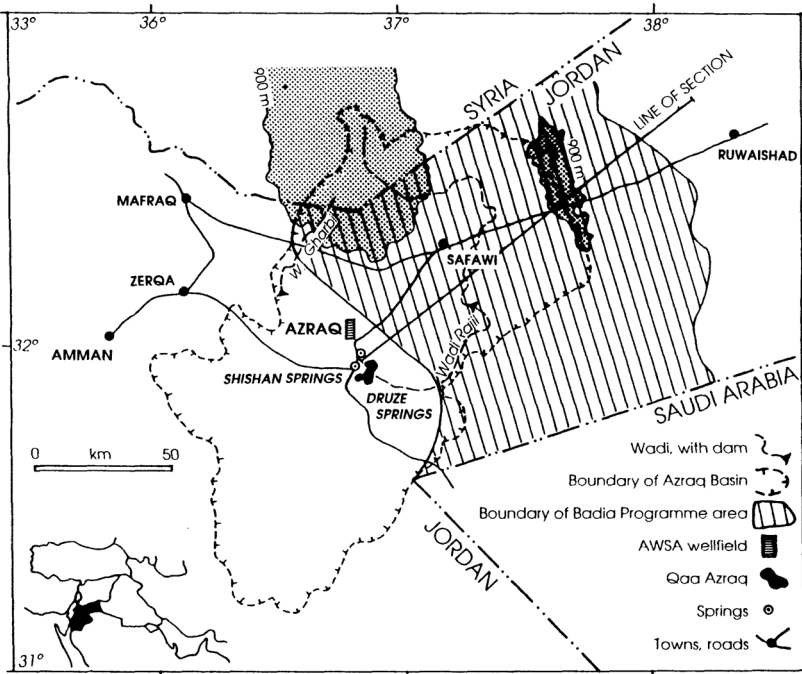 33°
36°
37°
38°
900 m
SYRIA
JORDAN
LINE OF SECTION
RUWAISHAD
900 m
MAFRAQ
W. Gharbi
SAFAWI
ZERQA
AZRAQ
32°
AMMAN
Wadi Rajil
SHISHAN SPRINGS
DRUZE
SPRINGS
SAUDI ARABIA
0 km 50
Wadi, with dam
Boundary of Azraq Basin
Boundary of Badia Programme area
AWSA wellfield
JORDAN
Qaa Azraq
Springs
Towns, roads
31°